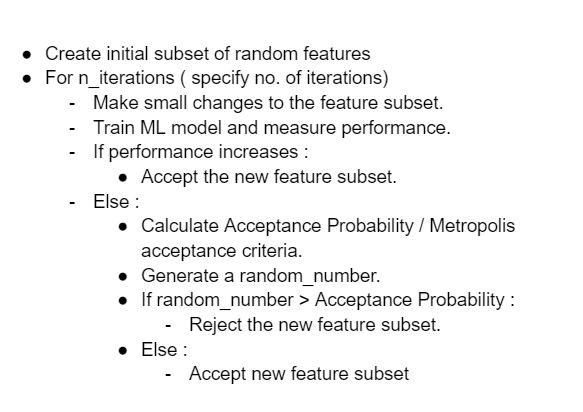 ● Create initial subset of random features
● For n_iterations ( specify no. of iterations)
- Make small changes to the feature subset.
- Train ML model and measure performance.
- If performance increases :
● Accept the new feature subset.
- Else :
● Calculate Acceptance Probability / Metropolis
acceptance criteria.
● Generate a random_number.
● If random_number > Acceptance Probability :
- Reject the new feature subset.
● Else :
- Accept new feature subset